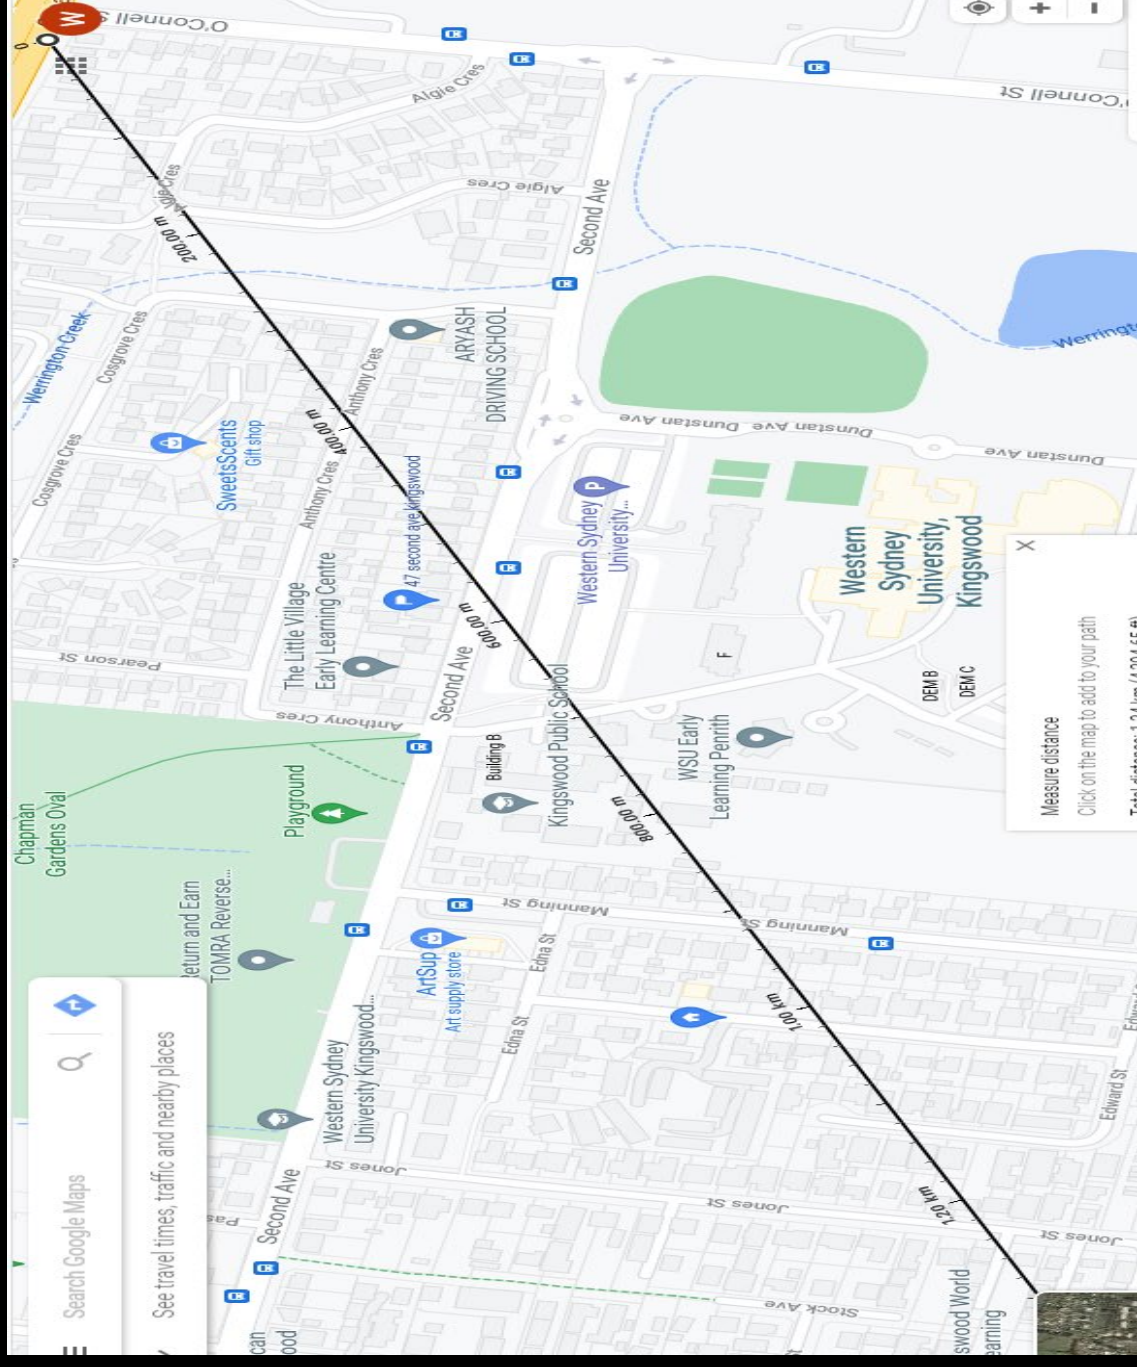 Search Google Maps
See travel times, traffic and nearby places
W
0
O'Connell St
O'Connell St
Algie Cres
Algie Cres
Algie Cres
200.00 m
Werrington Creek
Cosgrove Cres
Cosgrove Cres
Second Ave
ARYASH
DRIVING SCHOOL
Anthony Cres
400.00 m
Anthony Cres
SweetsScents
Gift shop
47 second ave kingswood
Dunstan Ave
Dunstan Ave
Dunstan Ave
Western Sydney
University...
P
Western
Sydney
University,
Kingswood
The Little Village
Early Learning Centre
Pearson St
600.00 m
Second Ave
Anthony Cres
F
DEM B
DEM C
Building B
Kingswood Public School
WSU Early
Learning Penrith
Chapman
Gardens Oval
Playground
800.00 m
Return and Earn
TOMRA Reverse...
Manning St
Manning St
ArtSup
Art supply store
Edna St
Edna St
1.00 km
Western Sydney
University Kingswood...
Jones St
Jones St
Jones St
Second Ave
Edward St
1.20 km
Stock Ave
Measure distance
Click on the map to add to your path